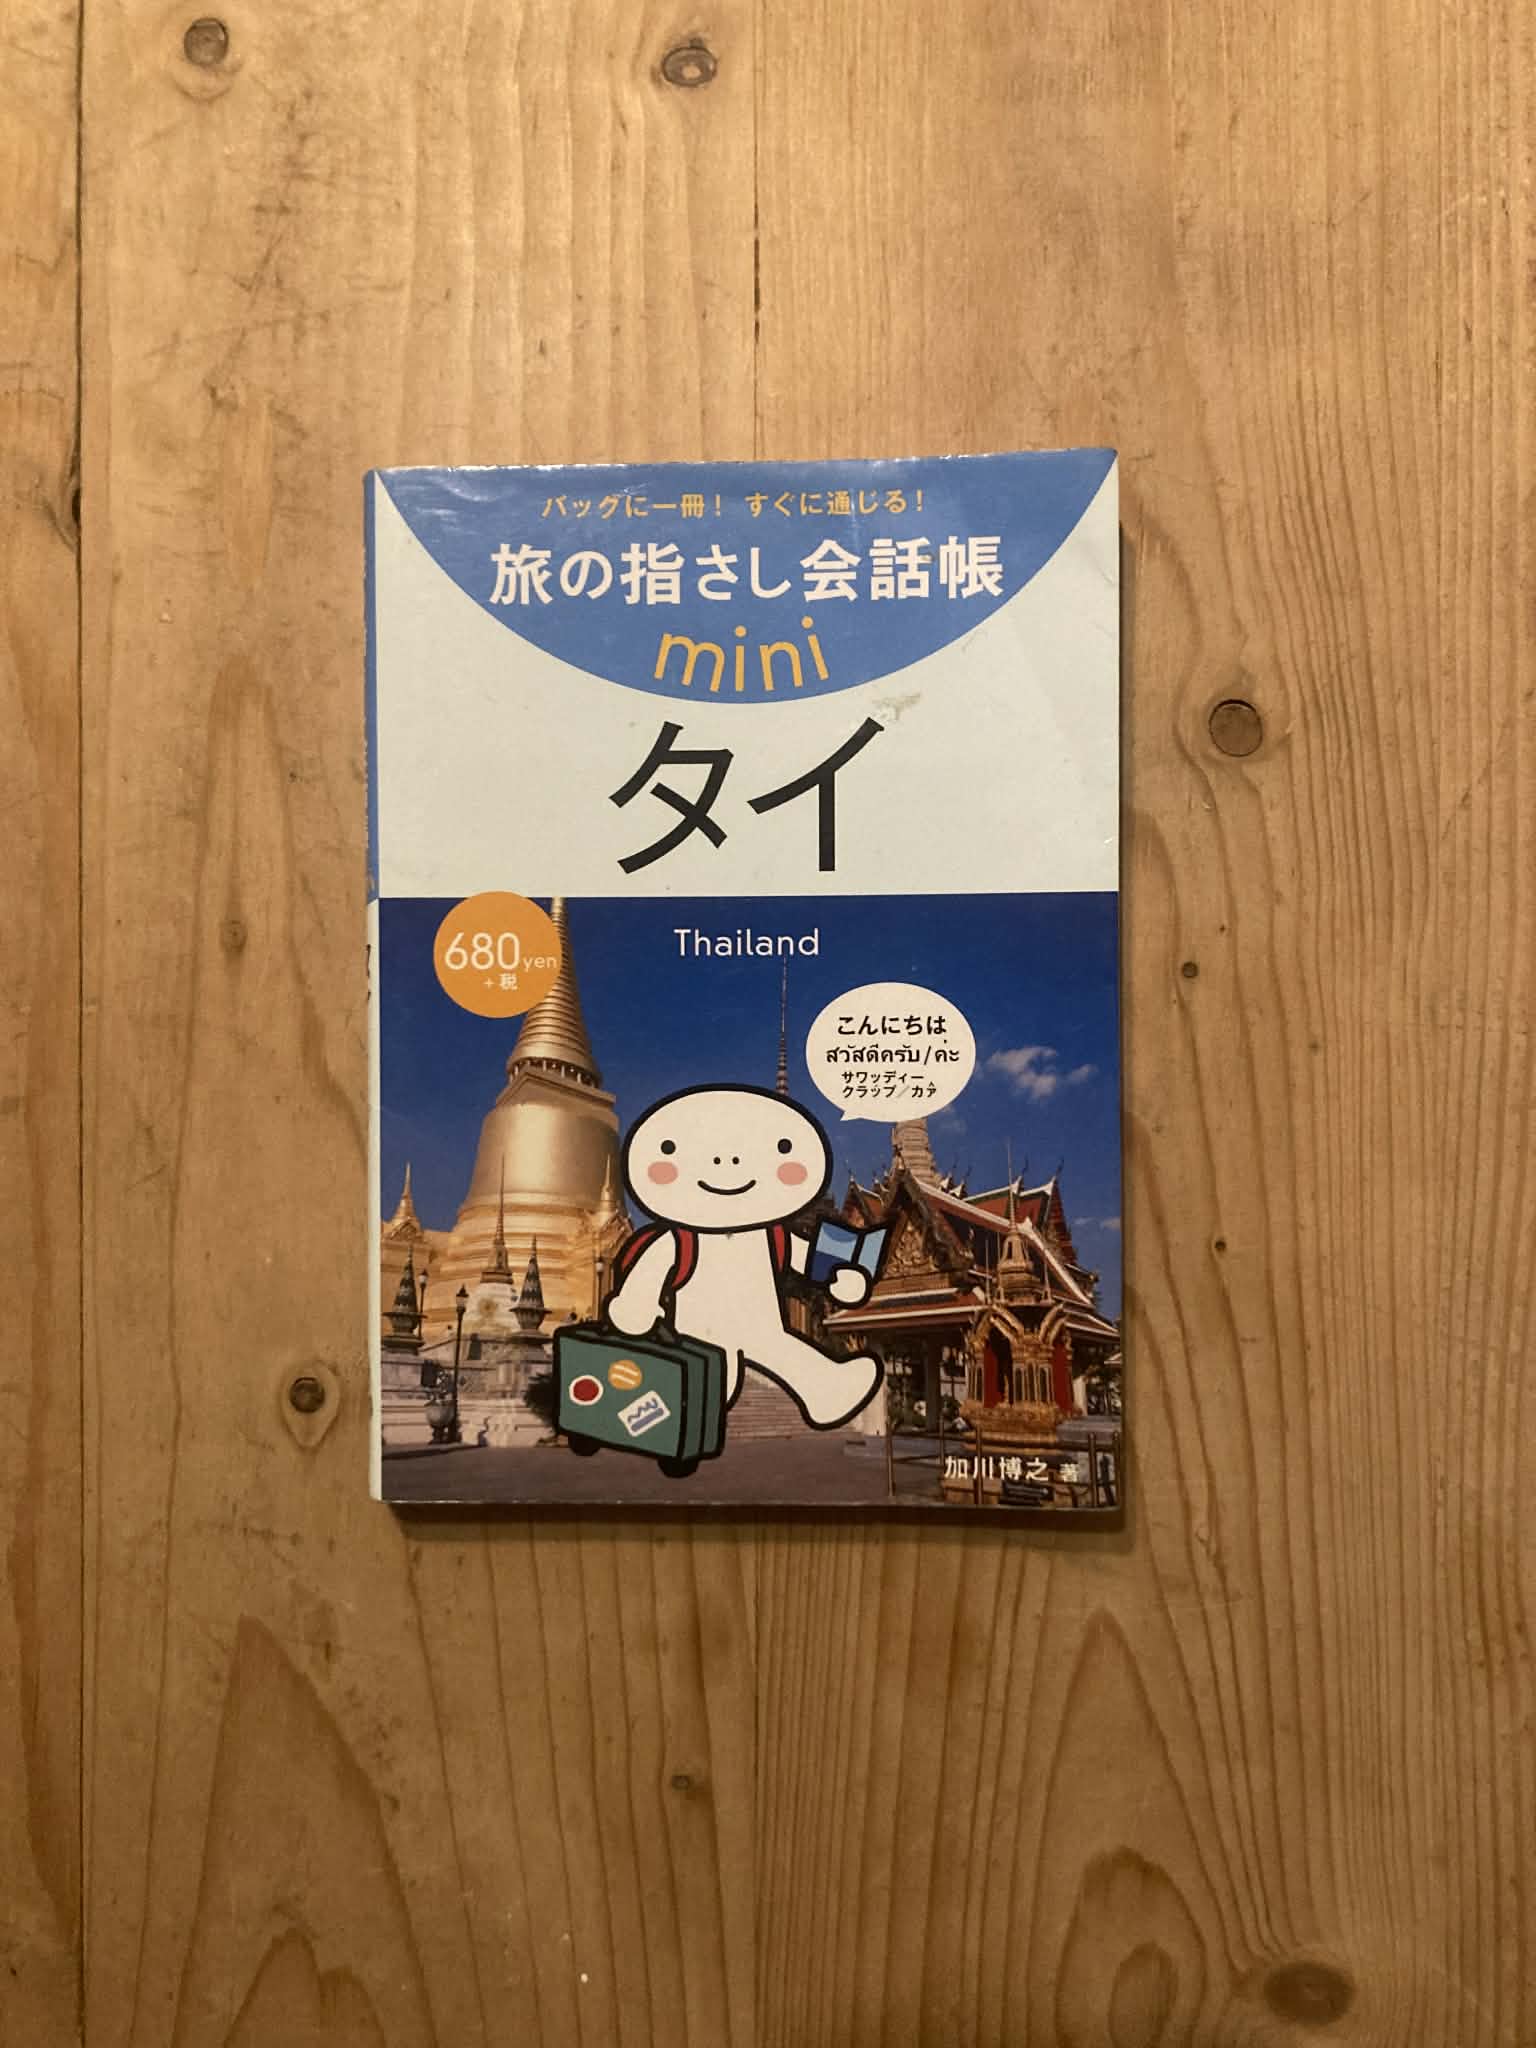 バッグに一冊！ すぐに通じる！
旅の指さし会話帳
mini
タイ
Thailand
680yen
+税
こんにちは
สวัสดีครับ/ค่ะ
サワッディー
クラップ／カァ
加川博之 著